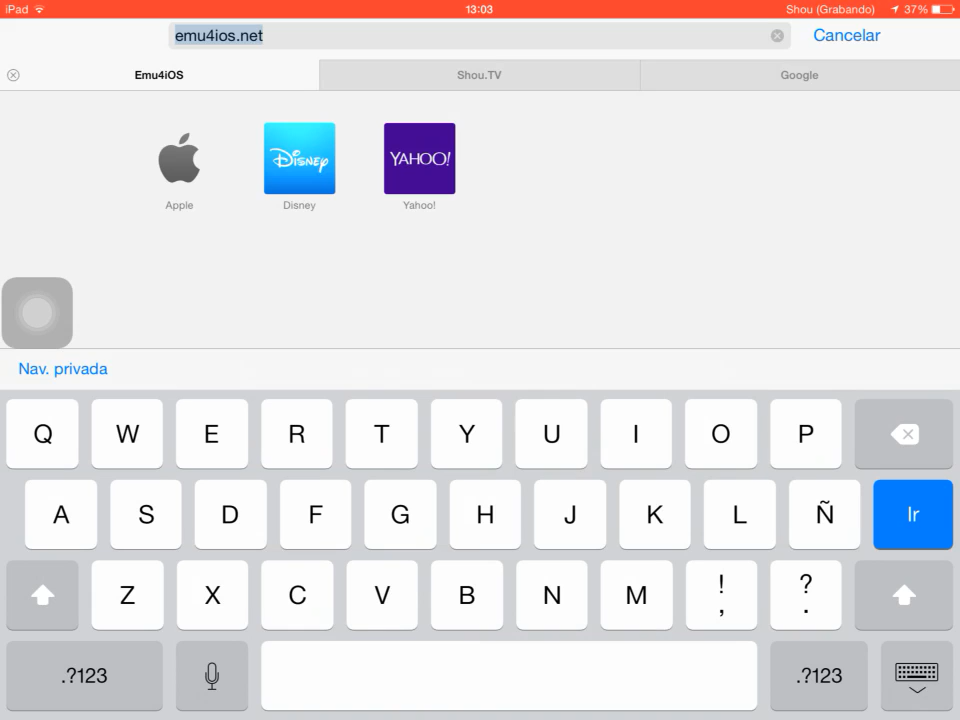 iPad 13:03 Shou (Grabando) 37%
emu4ios.net Cancelar
Emu4iOS Shou.TV Google
Disney YAHOO!
Apple Disney Yahoo!
Nav. privada
Q W E R T Y U I O P
A S D F G H J K L Ñ Ir
Z X C V B N M ! , ? .
.?123 .?123